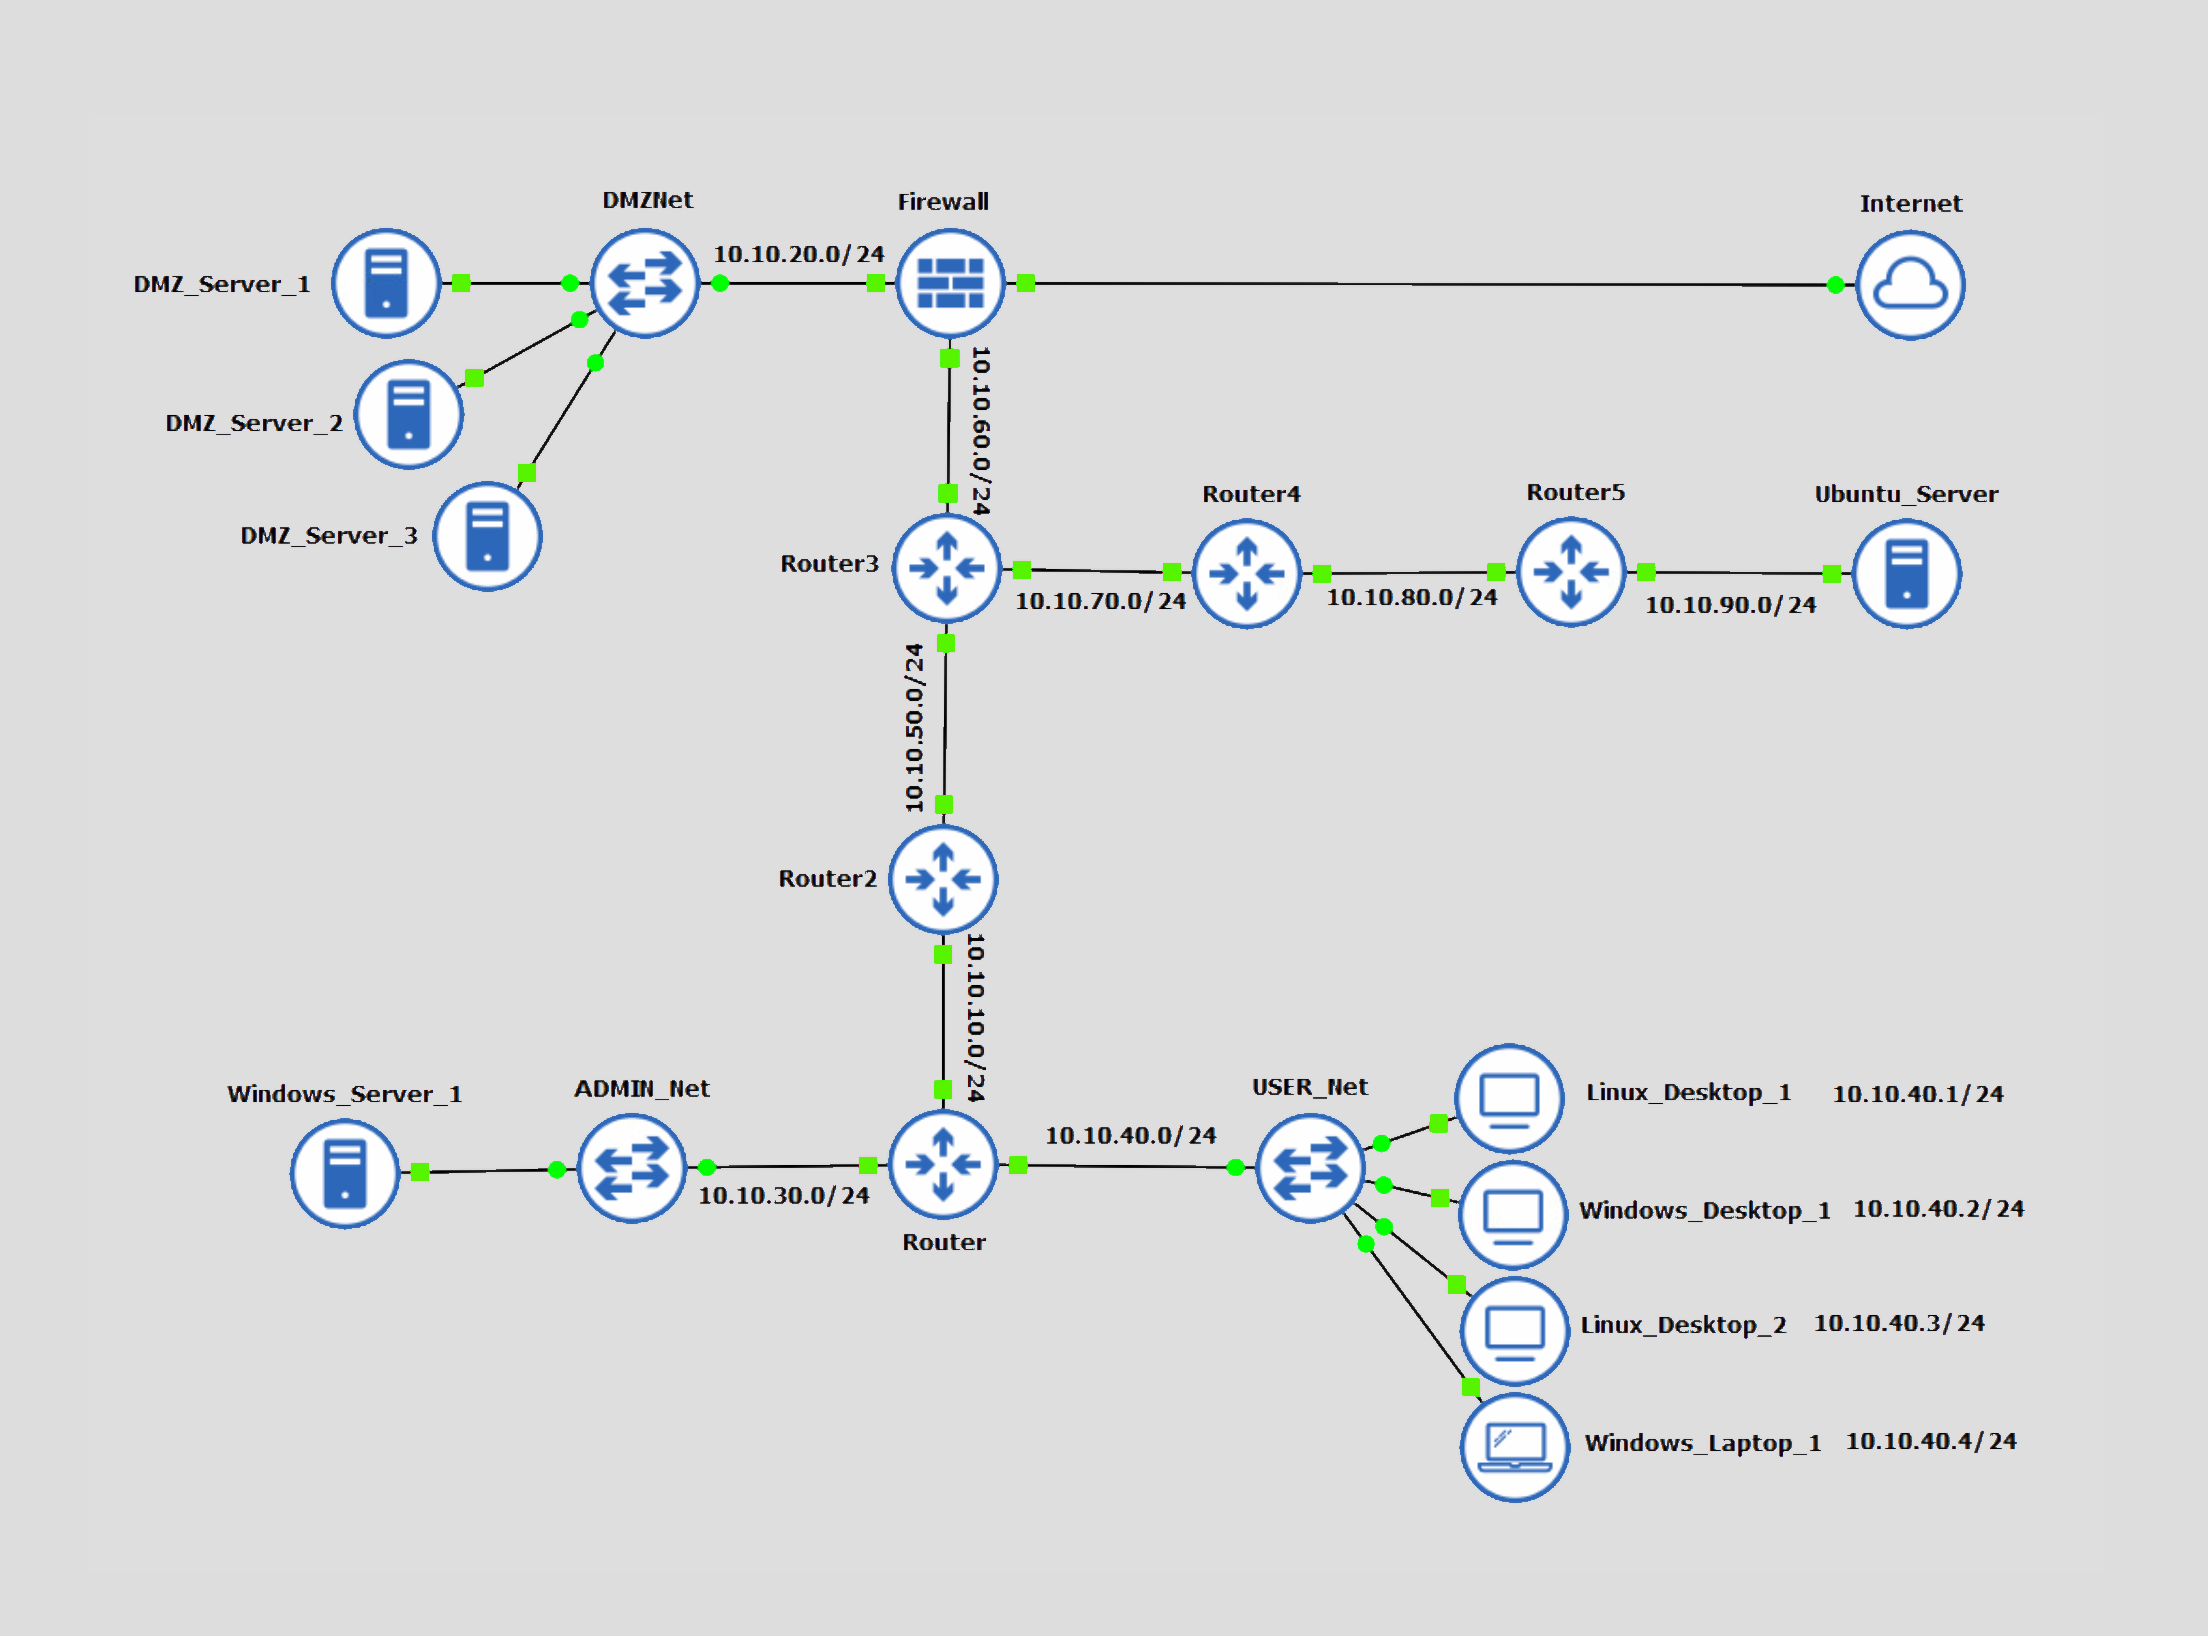 DMZNet
Firewall
Internet
10.10.20.0/24
DMZ_Server_1
DMZ_Server_2
DMZ_Server_3
10.10.60.0/24
Router4
Router5
Ubuntu_Server
Router3
10.10.70.0/24
10.10.80.0/24
10.10.90.0/24
10.10.50.0/24
Router2
10.10.10.0/24
Windows_Server_1
ADMIN_Net
USER_Net
Linux_Desktop_1 10.10.40.1/24
10.10.40.0/24
10.10.30.0/24
Windows_Desktop_1 10.10.40.2/24
Router
Linux_Desktop_2 10.10.40.3/24
Windows_Laptop_1 10.10.40.4/24